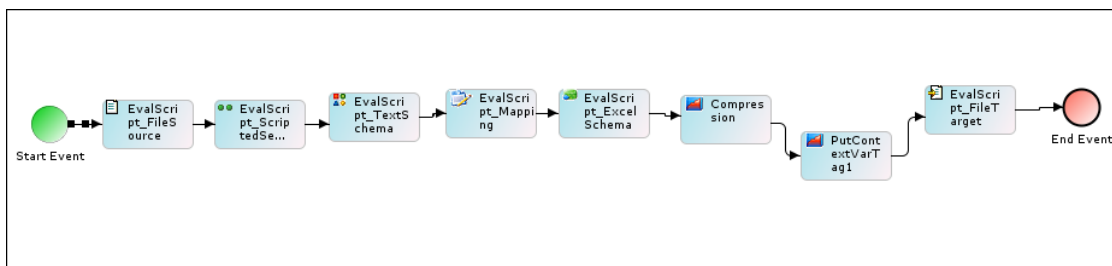 Start Event
EvalScri
pt_FileS
ource
EvalScri
pt_Scrip
tedSe...
EvalScri
pt_TextS
chema
EvalScri
pt_Mappi
ng
EvalScri
pt_Excel
Schema
Compres
sion
PutCont
extVarT
ag1
EvalScri
pt_FileT
arget
End Event